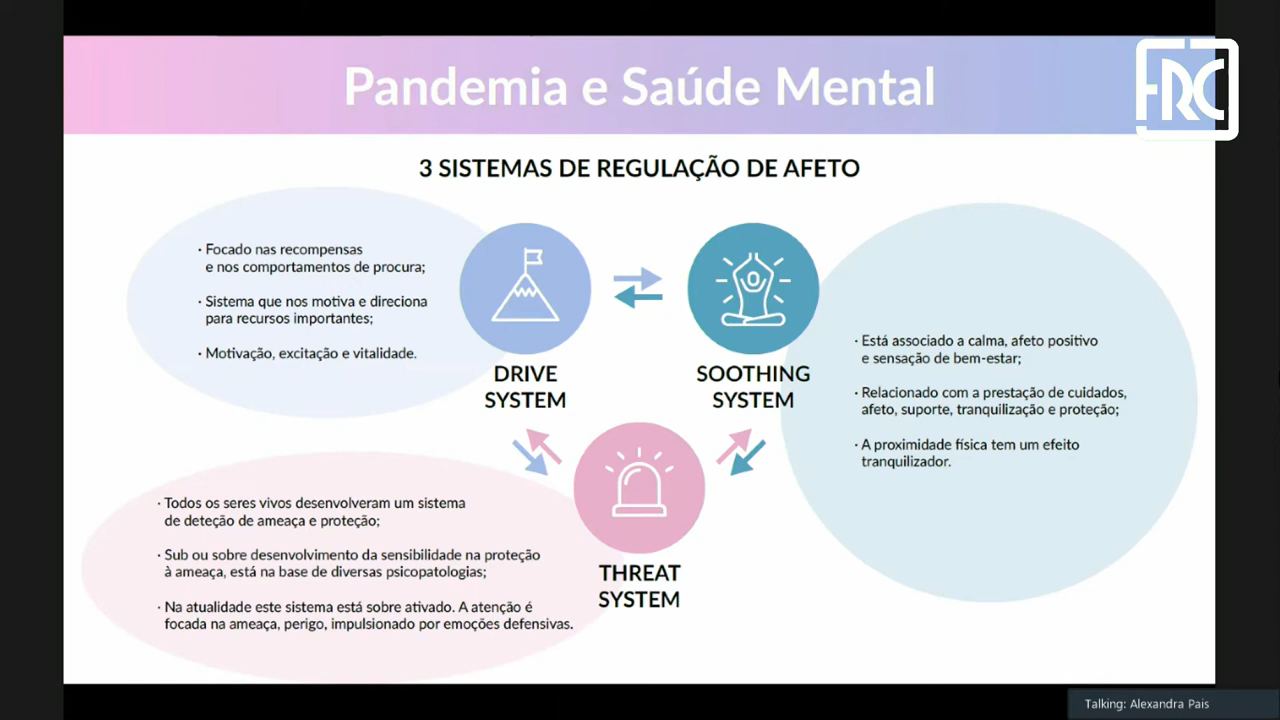 Pandemia e Saúde Mental
FRC
3 SISTEMAS DE REGULAÇÃO DE AFETO
· Focado nas recompensas
e nos comportamentos de procura;
· Sistema que nos motiva e direciona
para recursos importantes;
· Motivação, excitação e vitalidade.
DRIVE
SYSTEM
SOOTHING
SYSTEM
· Está associado a calma, afeto positivo
e sensação de bem-estar;
· Relacionado com a prestação de cuidados,
afeto, suporte, tranquilização e proteção;
· A proximidade física tem um efeito
tranquilizador.
· Todos os seres vivos desenvolveram um sistema
de deteção de ameaça e proteção;
· Sub ou sobre desenvolvimento da sensibilidade na proteção
à ameaça, está na base de diversas psicopatologias;
· Na atualidade este sistema está sobre ativado. A atenção é
focada na ameaça, perigo, impulsionado por emoções defensivas.
THREAT
SYSTEM
Talking: Alexandra Pais